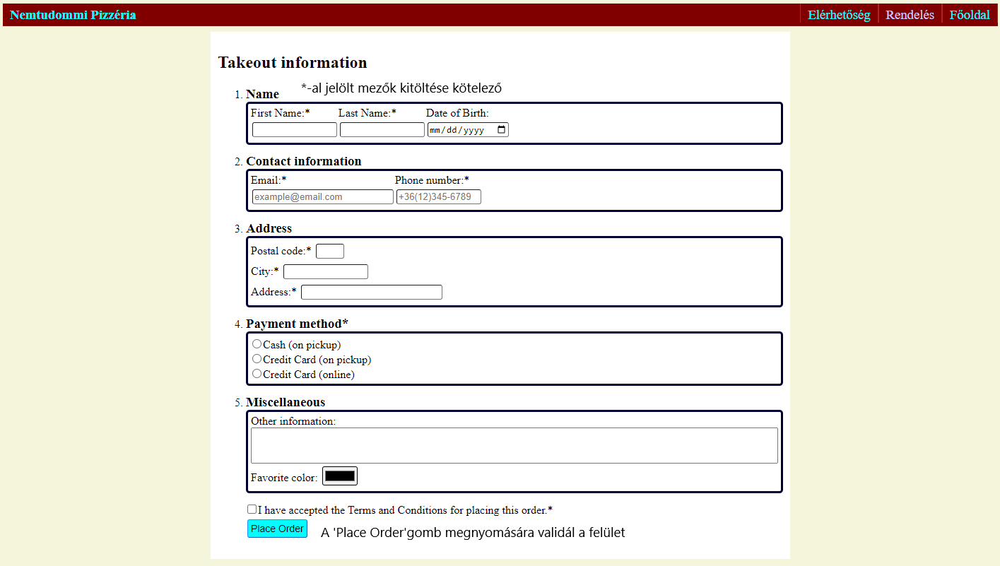 Nemtudommi Pizzéria Elérhetőség Rendelés Főoldal
Takeout information
*-al jelölt mezők kitöltése kötelező
1. Name
First Name:* Last Name:* Date of Birth:
mm/dd/yyyy
2. Contact information
Email:* Phone number:*
example@email.com +36(12)345-6789
3. Address
Postal code:*
City:*
Address:*
4. Payment method*
Cash (on pickup)
Credit Card (on pickup)
Credit Card (online)
5. Miscellaneous
Other information:
Favorite color:
I have accepted the Terms and Conditions for placing this order.*
Place Order A 'Place Order'gomb megnyomására validál a felület